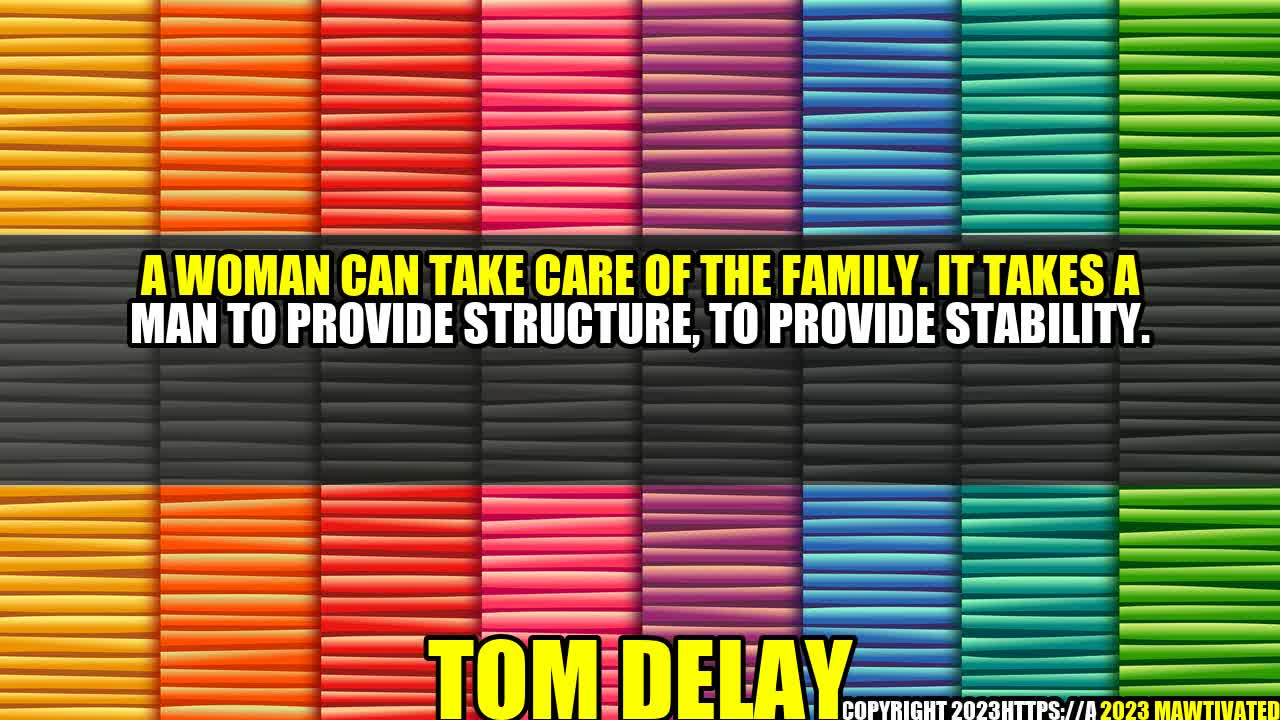 A WOMAN CAN TAKE CARE OF THE FAMILY. IT TAKES A
MAN TO PROVIDE STRUCTURE, TO PROVIDE STABILITY.
TOM DELAY
COPYRIGHT 2023HTTPS://A 2023 MAWTIVATED